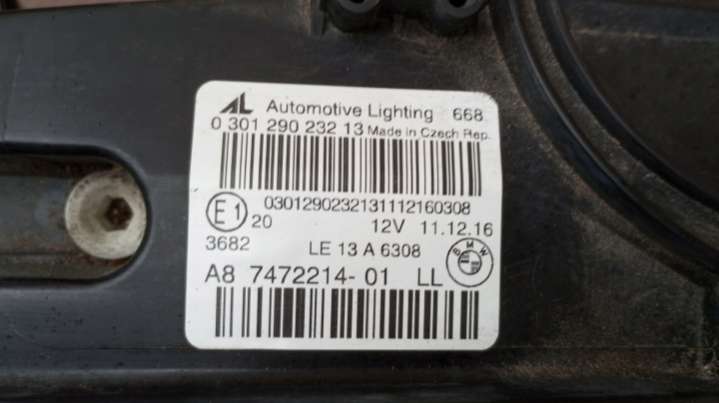 AL Automotive Lighting 668
0 301 290 232 13 Made in Czech Rep.
03012902321311112160308
E1 20 12V 11.12.16
3682 LE 13 A 6308 BMW
A8 7472214- 01 LL